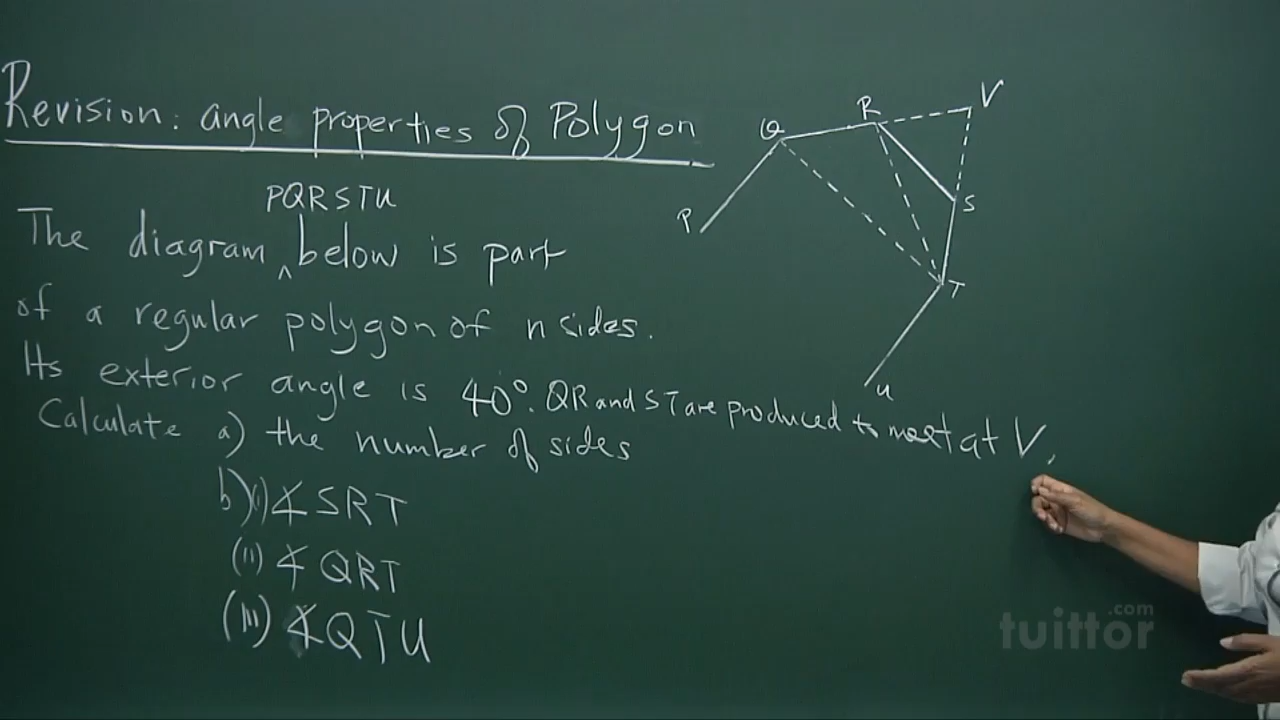 Revision: angle properties of Polygon
PQRSTU
The diagram ^ below is part
of a regular polygon of n sides.
Its exterior angle is 40°. QR and ST are produced to meet at V.
Calculate a) the number of sides
b)(i) ∡SRT
(ii) ∡QRT
(iii) ∡QTU
P
Q
R
V
S
T
U
tuittor.com